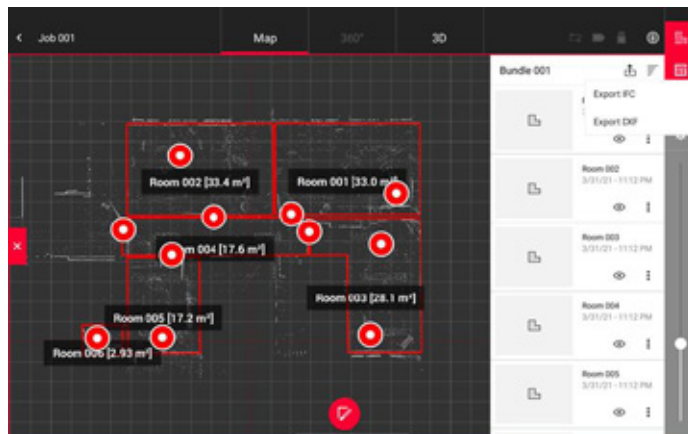 Job 001
Map
360°
3D
Bundle 001
Export IFC
Export DXF
Room 002 [33.4 m²]
Room 001 [33.0 m²]
Room 004 [17.6 m²]
Room 003 [28.1 m²]
Room 005 [17.2 m²]
Room 006 [2.93 m²]
Room 002
3/31/21 - 11:12 PM
Room 003
3/31/21 - 11:12 PM
Room 004
3/31/21 - 11:12 PM
Room 005
3/31/21 - 11:12 PM